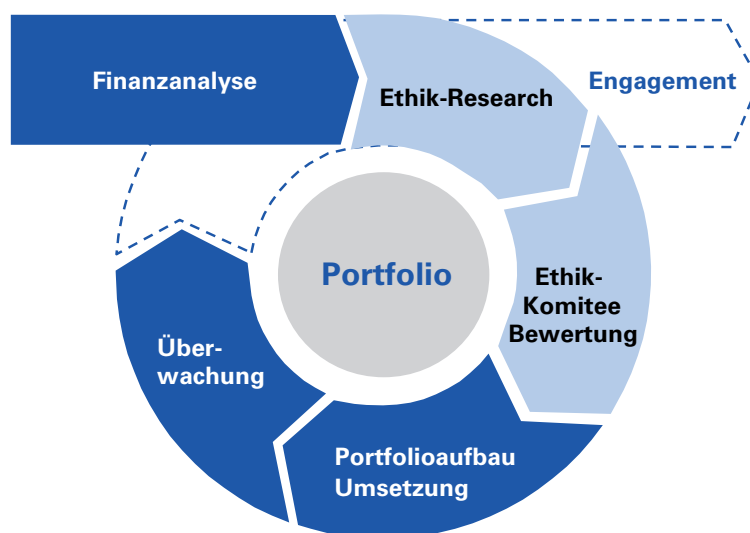 Finanzanalyse
Ethik-Research
Engagement
Ethik-
Komitee
Bewertung
Portfolio
Über-
wachung
Portfolioaufbau
Umsetzung